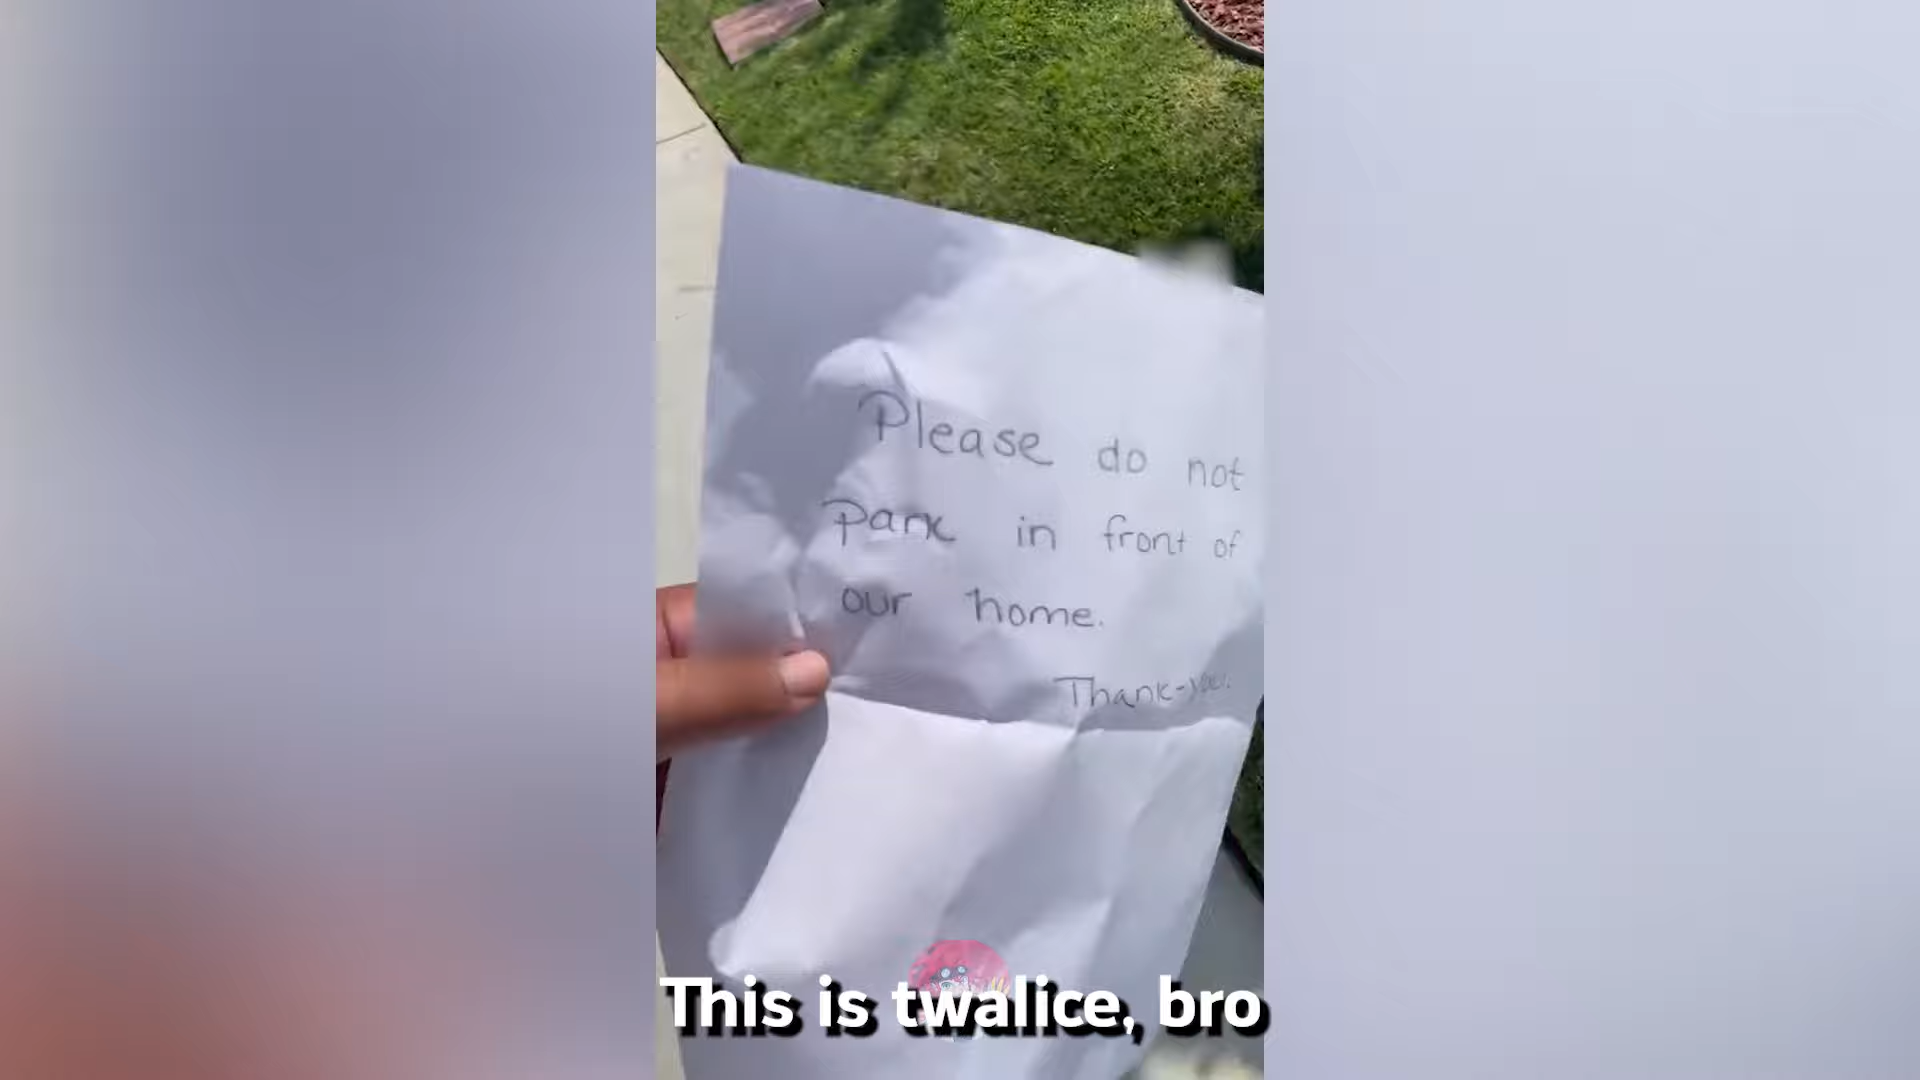 Please do not
park in front of
our home.
Thank-you.
This is twalice, bro